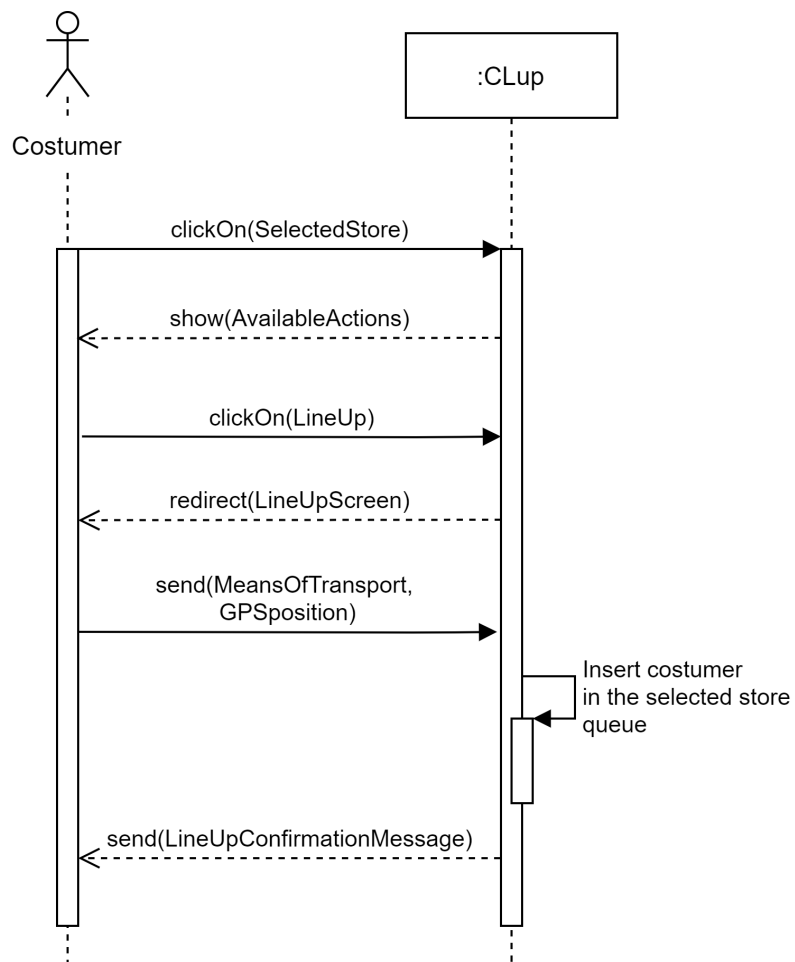 :CLup
Costumer
clickOn(SelectedStore)
show(AvailableActions)
clickOn(LineUp)
redirect(LineUpScreen)
send(MeansOfTransport,
GPSposition)
Insert costumer
in the selected store
queue
send(LineUpConfirmationMessage)